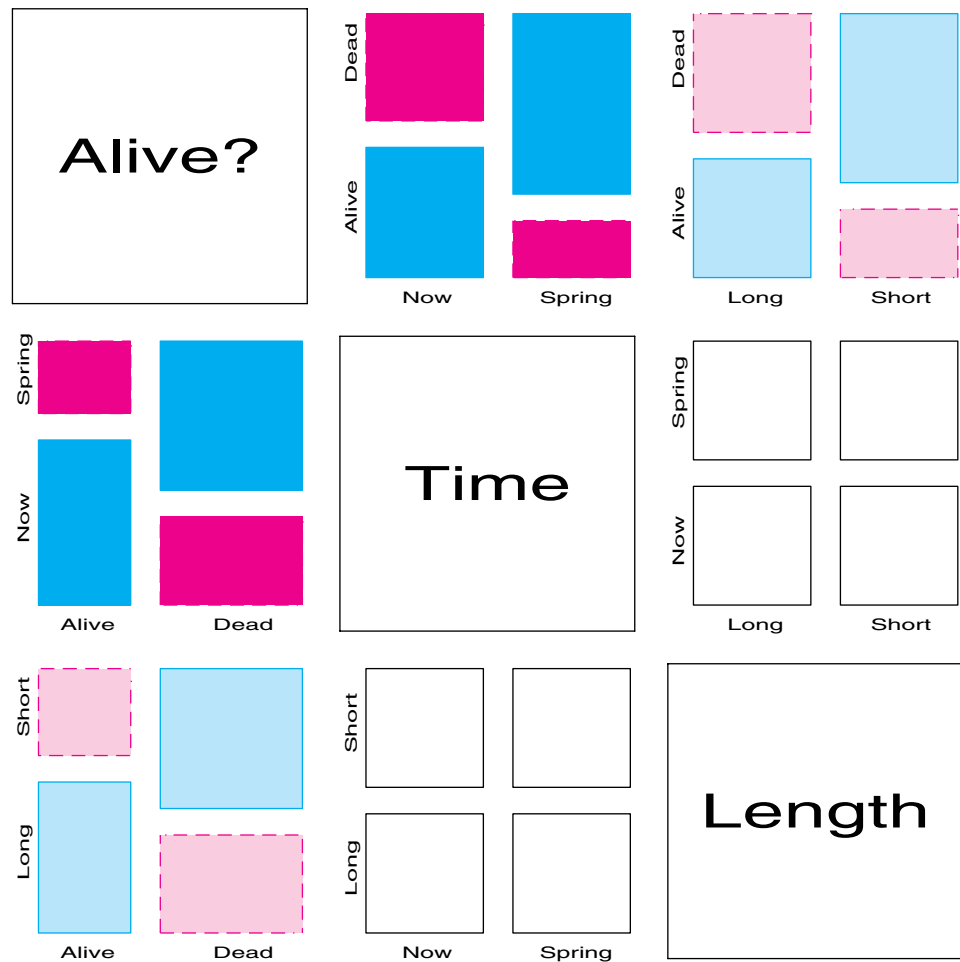 Alive?
Dead
Alive
Now
Spring
Dead
Alive
Long
Short
Spring
Now
Alive
Dead
Time
Spring
Now
Long
Short
Short
Long
Alive
Dead
Short
Long
Now
Spring
Length